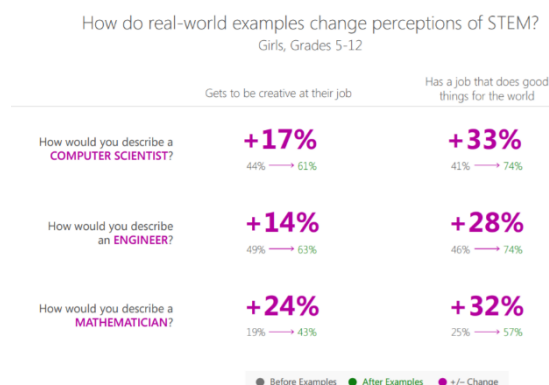 How do real-world examples change perceptions of STEM?
Girls, Grades 5-12
Gets to be creative at their job
Has a job that does good
things for the world
How would you describe a
COMPUTER SCIENTIST?
+17%
44% → 61%
+33%
41% → 74%
How would you describe
an ENGINEER?
+14%
49% → 63%
+28%
46% → 74%
How would you describe a
MATHEMATICIAN?
+24%
19% → 43%
+32%
25% → 57%
Before Examples After Examples +/− Change